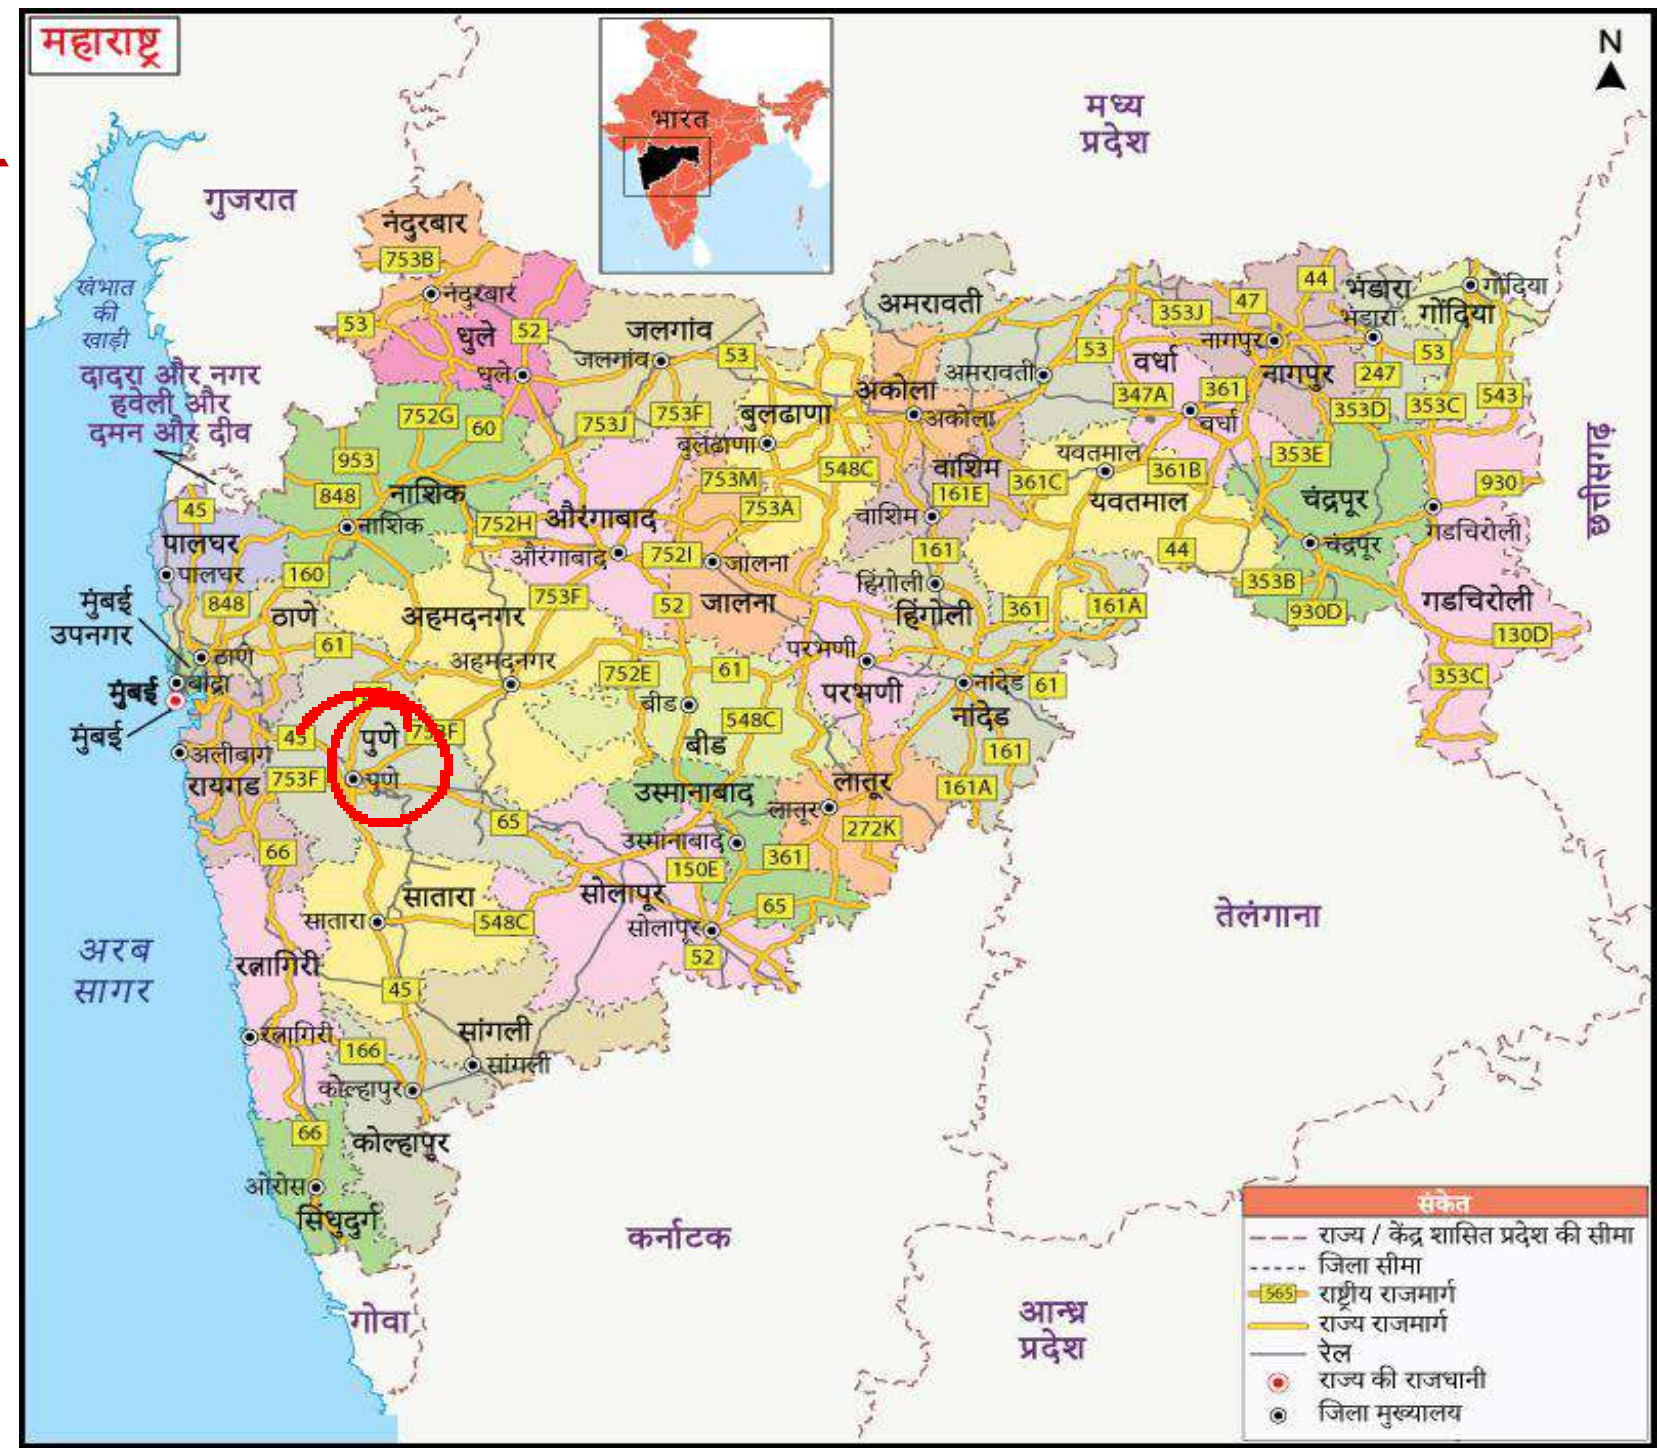 महाराष्ट्र
भारत
N
मध्य
प्रदेश
गुजरात
नंदुरबार
753B
नंदुरबार
खंभात
की
खाड़ी
53
धुले
52
धुले
जलगांव
जलगांव
53
अमरावती
353J
47
44
भंडारा
गोंदिया
भंडारा
गोंदिया
नागपुर
53
अमरावती
वर्धा
नागपुर
247
53
347A
361
वर्धा
353D
353C
543
दादरा और नगर
हवेली और
दमन और दीव
752G
60
753J
753F
बुलढाणा
बुलढाणा
अकोला
अकोला
953
848
नाशिक
नाशिक
753M
548C
753A
वाशिम
161E
361C
यवतमाल
361B
यवतमाल
353E
चंद्रपूर
930
छत्तीसगढ़
45
पालघर
पालघर
752H
औरंगाबाद
औरंगाबाद
752I
जालना
वाशिम
161
44
चंद्रपूर
गडचिरोली
160
848
ठाणे
अहमदनगर
753F
52
जालना
हिंगोली
हिंगोली
361
161A
353B
930D
गडचिरोली
130D
मुंबई
उपनगर
61
ठाणे
बांद्रा
मुंबई
मुंबई
अहमदनगर
752E
61
परभणी
परभणी
नांदेड
61
नांदेड
353C
बीड
548C
बीड
45
पुणे
753F
पुणे
अलीबाग
753F
रायगड
161
161A
उस्मानाबाद
लातूर
लातूर
272K
65
उस्मानाबाद
150E
361
66
सातारा
सातारा
548C
सोलापूर
सोलापूर
65
52
तेलंगाना
अरब
सागर
रत्नागिरी
45
रत्नागिरी
166
सांगली
सांगली
कोल्हापुर
66
कोल्हापुर
ओरोस
सिंधुदुर्ग
कर्नाटक
गोवा
आन्ध्र
प्रदेश
संकेत
राज्य / केंद्र शासित प्रदेश की सीमा
जिला सीमा
565 राष्ट्रीय राजमार्ग
राज्य राजमार्ग
रेल
राज्य की राजधानी
जिला मुख्यालय